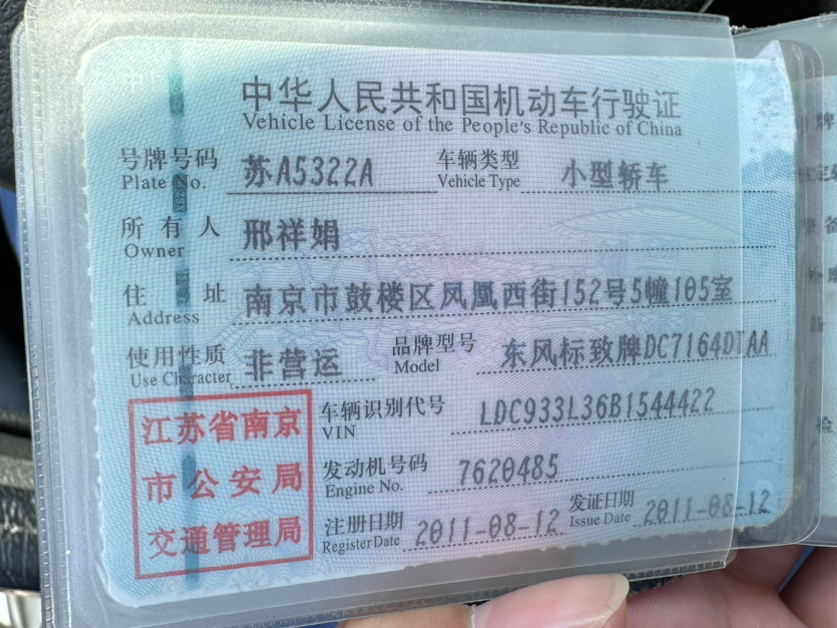 中华人民共和国机动车行驶证
Vehicle License of the People's Republic of China
号牌号码 苏A5322A 车辆类型 小型轿车
Plate No. Vehicle Type
所有人 邢祥娟
Owner
住址 南京市鼓楼区凤凰西街152号5幢105室
Address
使用性质 非营运 品牌型号 东风标致牌DC7164DTAA
Use Character Model
江苏省南京
市公安局
交通管理局
车辆识别代号 LDC933L36B1544422
VIN
发动机号码 7620485
Engine No.
注册日期 2011-08-12 发证日期 2011-08-12
Register Date Issue Date